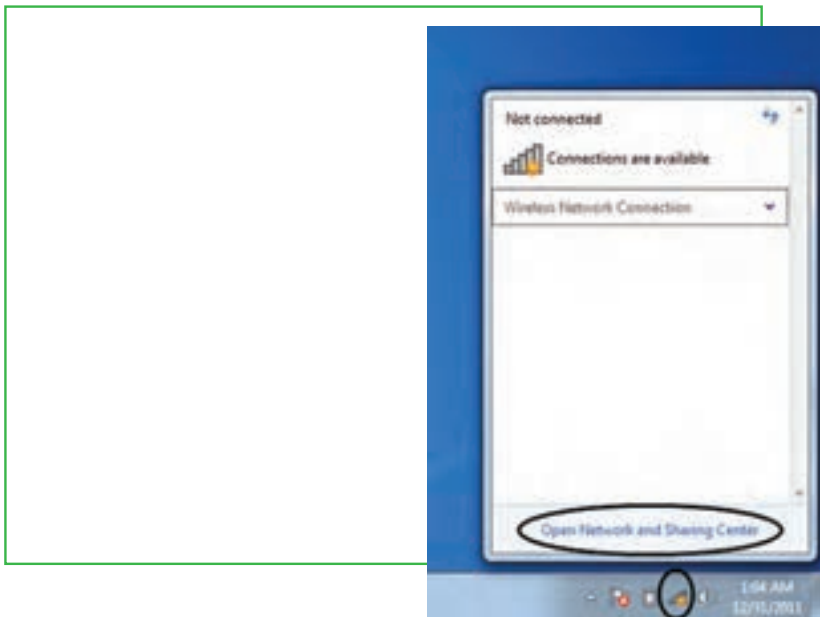 Not connected
Connections are available
Wireless Network Connection
Open Network and Sharing Center
1:04 AM
12/31/2011